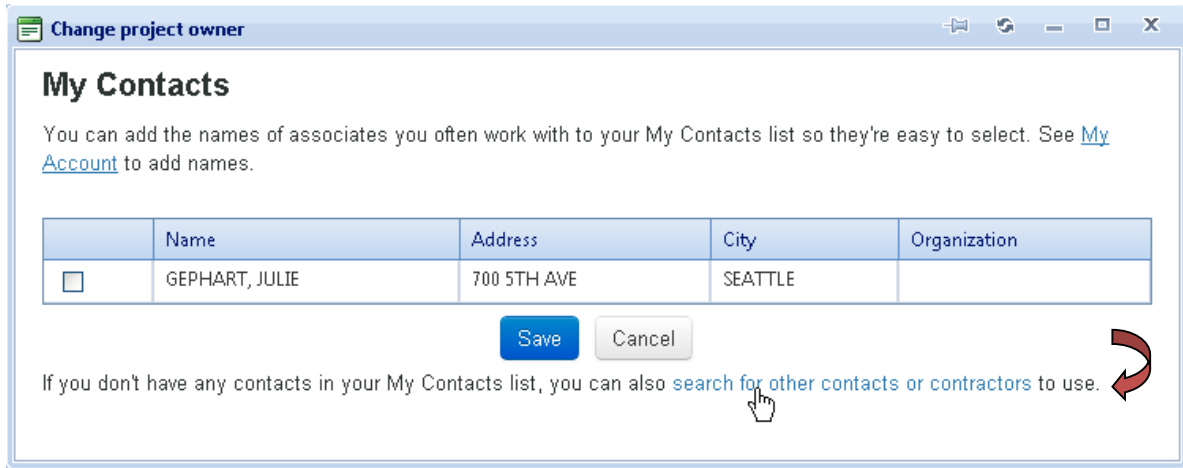 Change project owner
My Contacts
You can add the names of associates you often work with to your My Contacts list so they're easy to select. See My
Account to add names.
Name Address City Organization
GEPHART, JULIE 700 5TH AVE SEATTLE
Save Cancel
If you don't have any contacts in your My Contacts list, you can also search for other contacts or contractors to use.